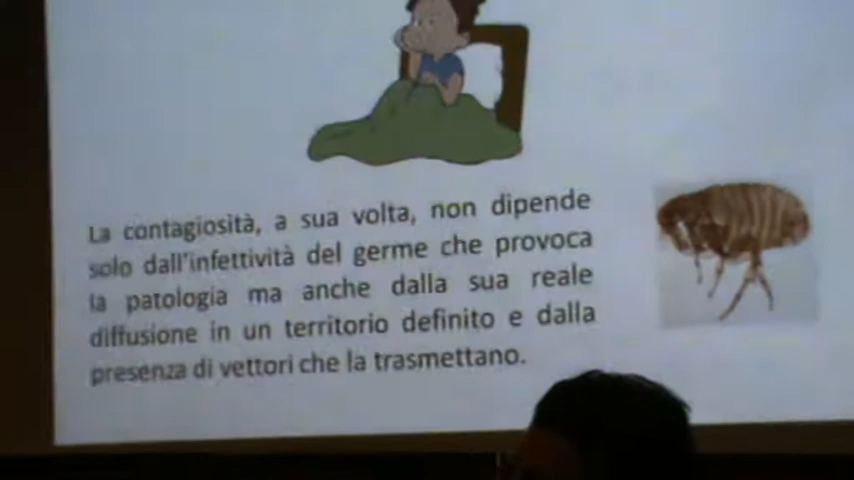 La contagiosità, a sua volta, non dipende
solo dall'infettività del germe che provoca
la patologia ma anche dalla sua reale
diffusione in un territorio definito e dalla
presenza di vettori che la trasmettano.